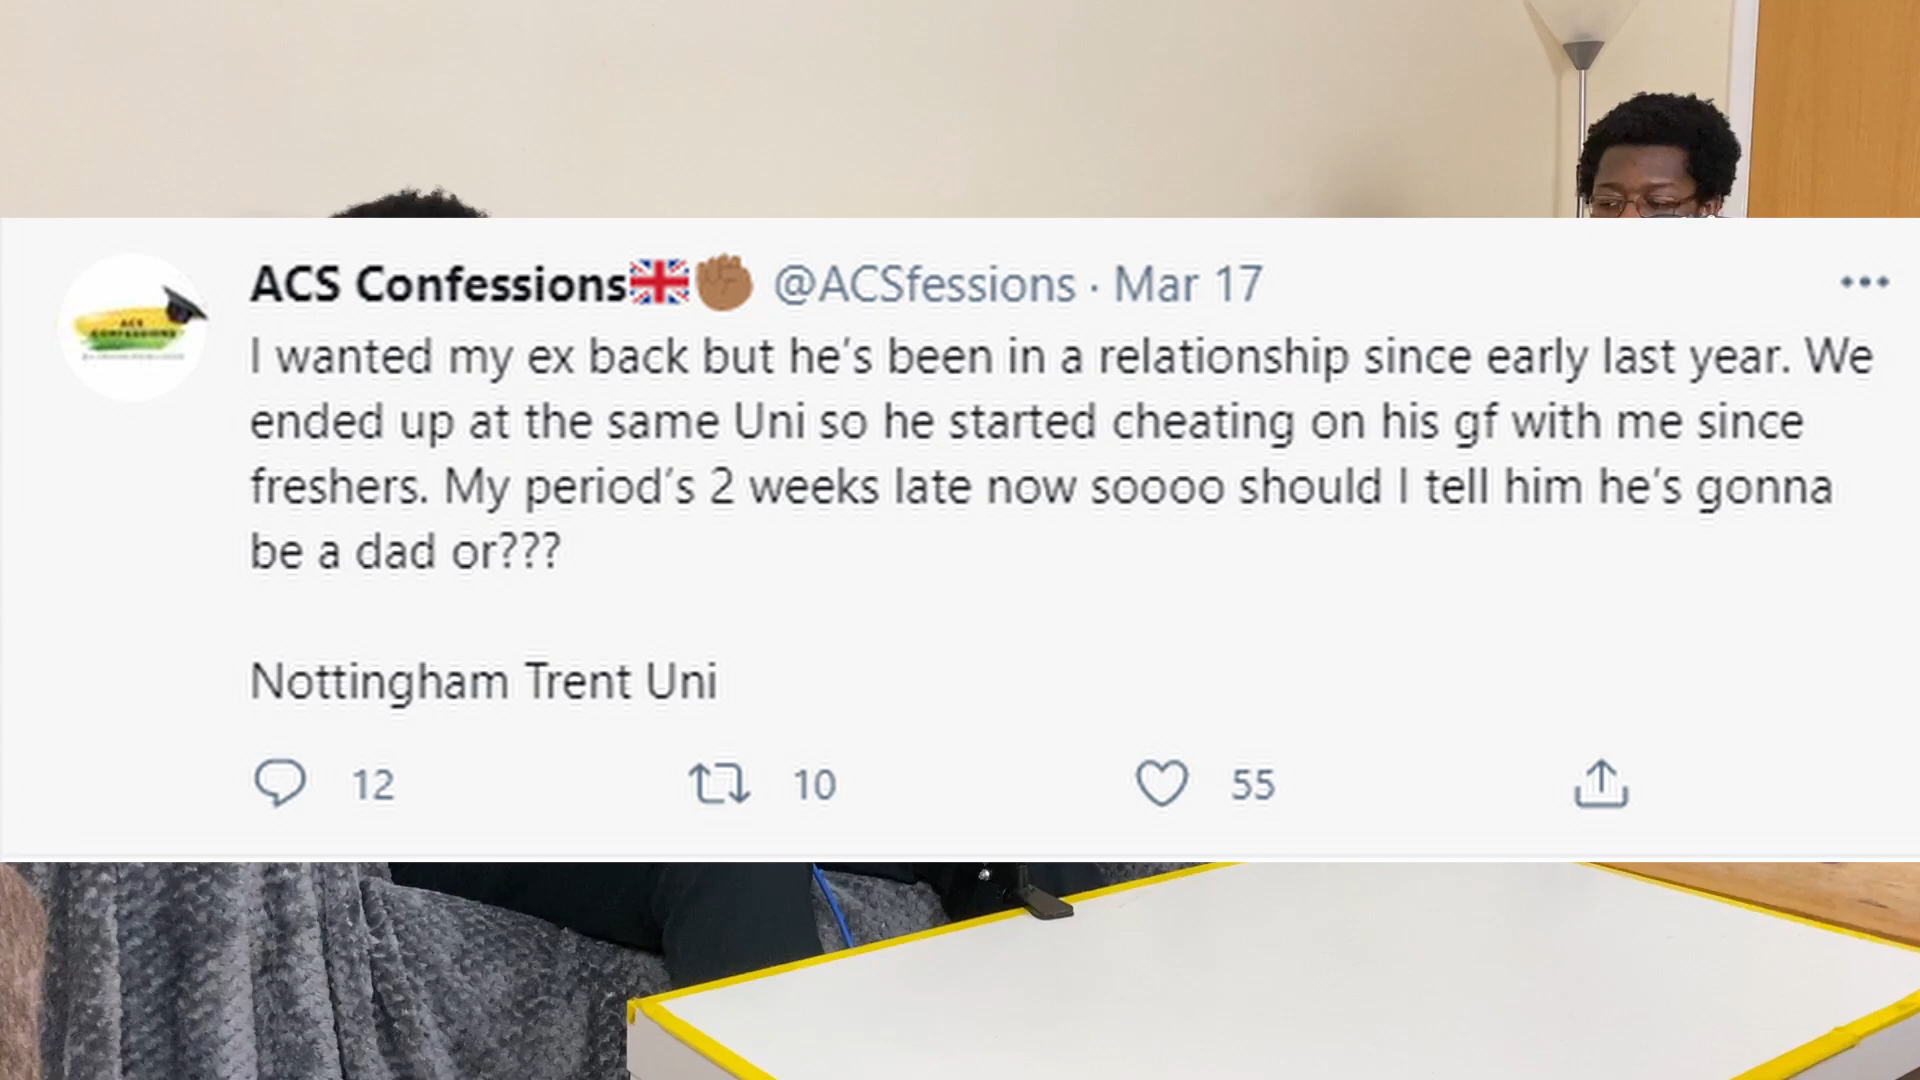 ACS Confessions🇬🇧✊🏾 @ACSfessions · Mar 17
I wanted my ex back but he's been in a relationship since early last year. We
ended up at the same Uni so he started cheating on his gf with me since
freshers. My period's 2 weeks late now soooo should I tell him he's gonna
be a dad or???
Nottingham Trent Uni
12 10 55
ACS
CONFESSIONS